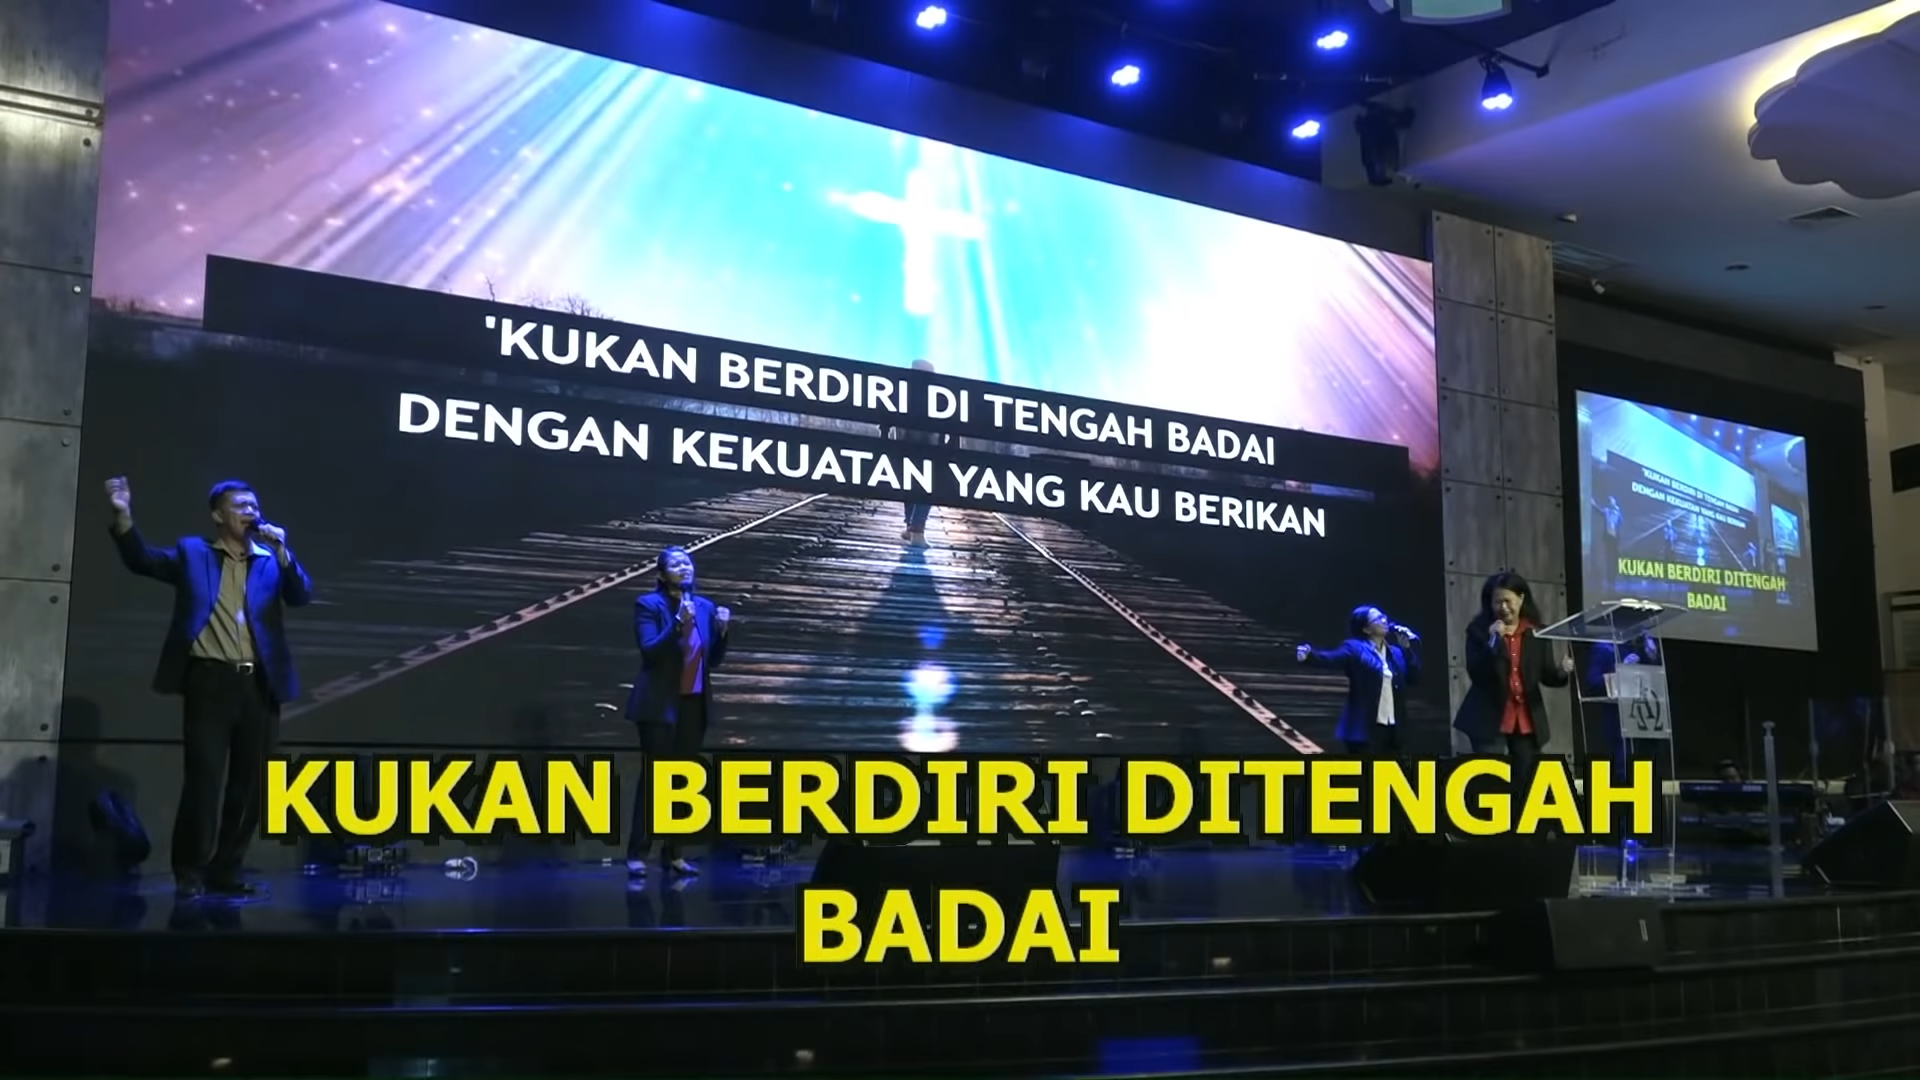 'KUKAN BERDIRI DI TENGAH BADAI
DENGAN KEKUATAN YANG KAU BERIKAN
'KUKAN BERDIRI DI TENGAH BADAI
DENGAN KEKUATAN YANG KAU BERIKAN
KUKAN BERDIRI DITENGAH
BADAI
KUKAN BERDIRI DITENGAH
BADAI